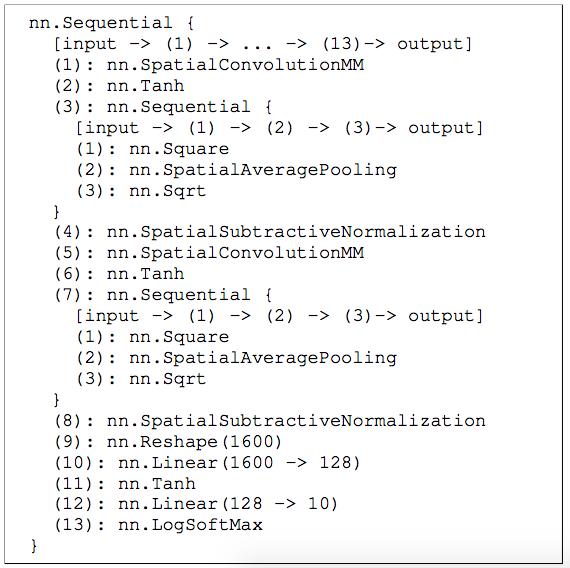 nn.Sequential {
[input -> (1) -> ... -> (13)-> output]
(1): nn.SpatialConvolutionMM
(2): nn.Tanh
(3): nn.Sequential {
[input -> (1) -> (2) -> (3)-> output]
(1): nn.Square
(2): nn.SpatialAveragePooling
(3): nn.Sqrt
}
(4): nn.SpatialSubtractiveNormalization
(5): nn.SpatialConvolutionMM
(6): nn.Tanh
(7): nn.Sequential {
[input -> (1) -> (2) -> (3)-> output]
(1): nn.Square
(2): nn.SpatialAveragePooling
(3): nn.Sqrt
}
(8): nn.SpatialSubtractiveNormalization
(9): nn.Reshape(1600)
(10): nn.Linear(1600 -> 128)
(11): nn.Tanh
(12): nn.Linear(128 -> 10)
(13): nn.LogSoftMax
}